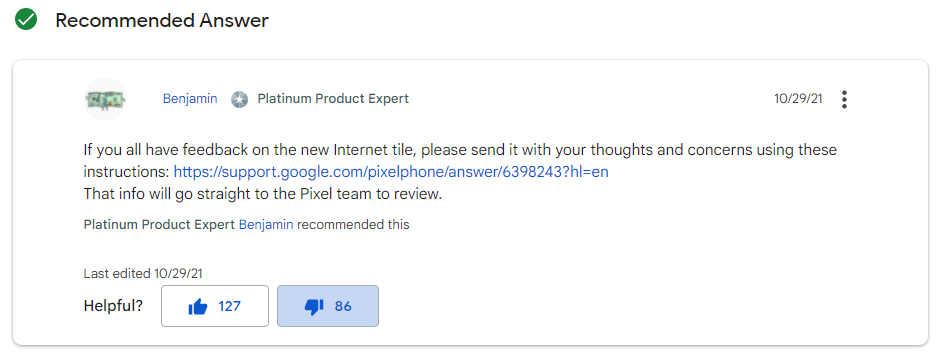 Recommended Answer
Benjamin Platinum Product Expert 10/29/21
If you all have feedback on the new Internet tile, please send it with your thoughts and concerns using these
instructions: https://support.google.com/pixelphone/answer/6398243?hl=en
That info will go straight to the Pixel team to review.
Platinum Product Expert Benjamin recommended this
Last edited 10/29/21
Helpful? 127 86